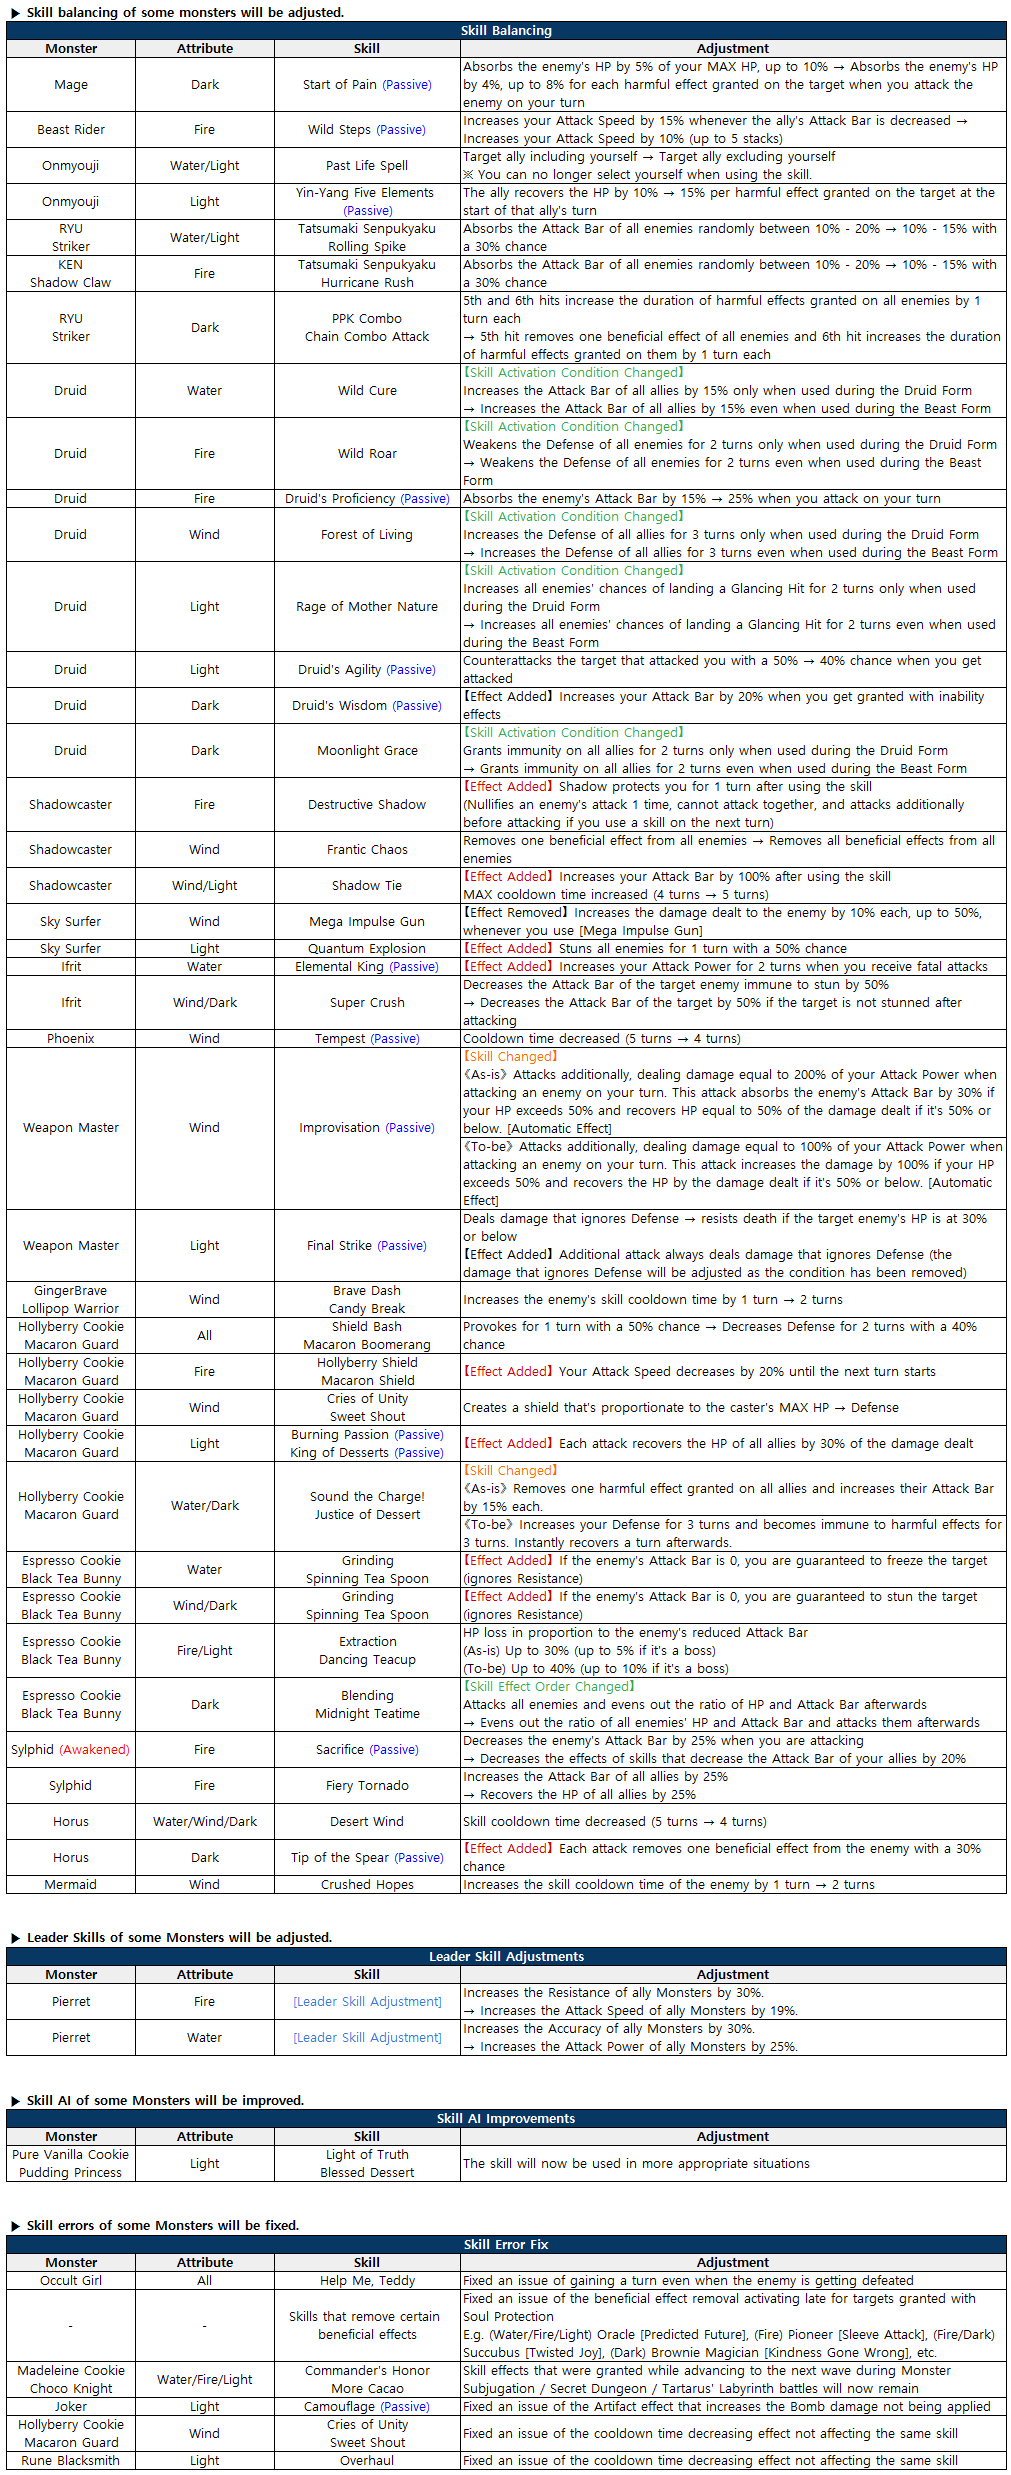 ▶ Skill balancing of some monsters will be adjusted.
Skill Balancing
Monster Attribute Skill Adjustment
Mage Dark Start of Pain (Passive)
Absorbs the enemy's HP by 5% of your MAX HP, up to 10% → Absorbs the enemy's HP
by 4%, up to 8% for each harmful effect granted on the target when you attack the
enemy on your turn
Beast Rider Fire Wild Steps (Passive)
Increases your Attack Speed by 15% whenever the ally's Attack Bar is decreased →
Increases your Attack Speed by 10% (up to 5 stacks)
Onmyouji Water/Light Past Life Spell
Target ally including yourself → Target ally excluding yourself
※ You can no longer select yourself when using the skill.
Onmyouji Light
Yin-Yang Five Elements
(Passive)
The ally recovers the HP by 10% → 15% per harmful effect granted on the target at the
start of that ally's turn
RYU
Striker
Water/Light
Tatsumaki Senpukyaku
Rolling Spike
Absorbs the Attack Bar of all enemies randomly between 10% - 20% → 10% - 15% with
a 30% chance
KEN
Shadow Claw
Fire
Tatsumaki Senpukyaku
Hurricane Rush
Absorbs the Attack Bar of all enemies randomly between 10% - 20% → 10% - 15% with
a 30% chance
RYU
Striker
Dark
PPK Combo
Chain Combo Attack
5th and 6th hits increase the duration of harmful effects granted on all enemies by 1
turn each
→ 5th hit removes one beneficial effect of all enemies and 6th hit increases the duration
of harmful effects granted on them by 1 turn each
Druid Water Wild Cure
【Skill Activation Condition Changed】
Increases the Attack Bar of all allies by 15% only when used during the Druid Form
→ Increases the Attack Bar of all allies by 15% even when used during the Beast Form
Druid Fire Wild Roar
【Skill Activation Condition Changed】
Weakens the Defense of all enemies for 2 turns only when used during the Druid Form
→ Weakens the Defense of all enemies for 2 turns even when used during the Beast
Form
Druid Fire Druid's Proficiency (Passive) Absorbs the enemy's Attack Bar by 15% → 25% when you attack on your turn
Druid Wind Forest of Living
【Skill Activation Condition Changed】
Increases the Defense of all allies for 3 turns only when used during the Druid Form
→ Increases the Defense of all allies for 3 turns even when used during the Beast Form
Druid Light Rage of Mother Nature
【Skill Activation Condition Changed】
Increases all enemies' chances of landing a Glancing Hit for 2 turns only when used
during the Druid Form
→ Increases all enemies' chances of landing a Glancing Hit for 2 turns even when used
during the Beast Form
Druid Light Druid's Agility (Passive)
Counterattacks the target that attacked you with a 50% → 40% chance when you get
attacked
Druid Dark Druid's Wisdom (Passive)
【Effect Added】 Increases your Attack Bar by 20% when you get granted with inability
effects
Druid Dark Moonlight Grace
【Skill Activation Condition Changed】
Grants immunity on all allies for 2 turns only when used during the Druid Form
→ Grants immunity on all allies for 2 turns even when used during the Beast Form
Shadowcaster Fire Destructive Shadow
【Effect Added】 Shadow protects you for 1 turn after using the skill
(Nullifies an enemy's attack 1 time, cannot attack together, and attacks additionally
before attacking if you use a skill on the next turn)
Shadowcaster Wind Frantic Chaos
Removes one beneficial effect from all enemies → Removes all beneficial effects from all
enemies
Shadowcaster Wind/Light Shadow Tie
【Effect Added】 Increases your Attack Bar by 100% after using the skill
MAX cooldown time increased (4 turns → 5 turns)
Sky Surfer Wind Mega Impulse Gun
【Effect Removed】 Increases the damage dealt to the enemy by 10% each, up to 50%,
whenever you use [Mega Impulse Gun]
Sky Surfer Light Quantum Explosion 【Effect Added】 Stuns all enemies for 1 turn with a 50% chance
Ifrit Water Elemental King (Passive) 【Effect Added】 Increases your Attack Power for 2 turns when you receive fatal attacks
Ifrit Wind/Dark Super Crush
Decreases the Attack Bar of the target enemy immune to stun by 50%
→ Decreases the Attack Bar of the target by 50% if the target is not stunned after
attacking
Phoenix Wind Tempest (Passive) Cooldown time decreased (5 turns → 4 turns)
Weapon Master Wind Improvisation (Passive)
【Skill Changed】
《As-is》 Attacks additionally, dealing damage equal to 200% of your Attack Power when
attacking an enemy on your turn. This attack absorbs the enemy's Attack Bar by 30% if
your HP exceeds 50% and recovers HP equal to 50% of the damage dealt if it's 50% or
below. [Automatic Effect]
《To-be》 Attacks additionally, dealing damage equal to 100% of your Attack Power when
attacking an enemy on your turn. This attack increases the damage by 100% if your HP
exceeds 50% and recovers the HP by the damage dealt if it's 50% or below. [Automatic
Effect]
Weapon Master Light Final Strike (Passive)
Deals damage that ignores Defense → resists death if the target enemy's HP is at 30%
or below
【Effect Added】 Additional attack always deals damage that ignores Defense (the
damage that ignores Defense will be adjusted as the condition has been removed)
GingerBrave
Lollipop Warrior
Wind
Brave Dash
Candy Break
Increases the enemy's skill cooldown time by 1 turn → 2 turns
Hollyberry Cookie
Macaron Guard
All
Shield Bash
Macaron Boomerang
Provokes for 1 turn with a 50% chance → Decreases Defense for 2 turns with a 40%
chance
Hollyberry Cookie
Macaron Guard
Fire
Hollyberry Shield
Macaron Shield
【Effect Added】 Your Attack Speed decreases by 20% until the next turn starts
Hollyberry Cookie
Macaron Guard
Wind
Cries of Unity
Sweet Shout
Creates a shield that's proportionate to the caster's MAX HP → Defense
Hollyberry Cookie
Macaron Guard
Light
Burning Passion (Passive)
King of Desserts (Passive)
【Effect Added】 Each attack recovers the HP of all allies by 30% of the damage dealt
Hollyberry Cookie
Macaron Guard
Water/Dark
Sound the Charge!
Justice of Dessert
【Skill Changed】
《As-is》 Removes one harmful effect granted on all allies and increases their Attack Bar
by 15% each.
《To-be》 Increases your Defense for 3 turns and becomes immune to harmful effects for
3 turns. Instantly recovers a turn afterwards.
Espresso Cookie
Black Tea Bunny
Water
Grinding
Spinning Tea Spoon
【Effect Added】 If the enemy's Attack Bar is 0, you are guaranteed to freeze the target
(ignores Resistance)
Espresso Cookie
Black Tea Bunny
Wind/Dark
Grinding
Spinning Tea Spoon
【Effect Added】 If the enemy's Attack Bar is 0, you are guaranteed to stun the target
(ignores Resistance)
Espresso Cookie
Black Tea Bunny
Fire/Light
Extraction
Dancing Teacup
HP loss in proportion to the enemy's reduced Attack Bar
(As-is) Up to 30% (up to 5% if it's a boss)
(To-be) Up to 40% (up to 10% if it's a boss)
Espresso Cookie
Black Tea Bunny
Dark
Blending
Midnight Teatime
【Skill Effect Order Changed】
Attacks all enemies and evens out the ratio of HP and Attack Bar afterwards
→ Evens out the ratio of all enemies' HP and Attack Bar and attacks them afterwards
Sylphid (Awakened) Fire Sacrifice (Passive)
Decreases the enemy's Attack Bar by 25% when you are attacking
→ Decreases the effects of skills that decrease the Attack Bar of your allies by 20%
Sylphid Fire Fiery Tornado
Increases the Attack Bar of all allies by 25%
→ Recovers the HP of all allies by 25%
Horus Water/Wind/Dark Desert Wind Skill cooldown time decreased (5 turns → 4 turns)
Horus Dark Tip of the Spear (Passive)
【Effect Added】 Each attack removes one beneficial effect from the enemy with a 30%
chance
Mermaid Wind Crushed Hopes Increases the skill cooldown time of the enemy by 1 turn → 2 turns
▶ Leader Skills of some Monsters will be adjusted.
Leader Skill Adjustments
Monster Attribute Skill Adjustment
Pierret Fire [Leader Skill Adjustment]
Increases the Resistance of ally Monsters by 30%.
→ Increases the Attack Speed of ally Monsters by 19%.
Pierret Water [Leader Skill Adjustment]
Increases the Accuracy of ally Monsters by 30%.
→ Increases the Attack Power of ally Monsters by 25%.
▶ Skill AI of some Monsters will be improved.
Skill AI Improvements
Monster Attribute Skill Adjustment
Pure Vanilla Cookie
Pudding Princess
Light
Light of Truth
Blessed Dessert
The skill will now be used in more appropriate situations
▶ Skill errors of some Monsters will be fixed.
Skill Error Fix
Monster Attribute Skill Adjustment
Occult Girl All Help Me, Teddy Fixed an issue of gaining a turn even when the enemy is getting defeated
- -
Skills that remove certain
beneficial effects
Fixed an issue of the beneficial effect removal activating late for targets granted with
Soul Protection
E.g. (Water/Fire/Light) Oracle [Predicted Future], (Fire) Pioneer [Sleeve Attack], (Fire/Dark)
Succubus [Twisted Joy], (Dark) Brownie Magician [Kindness Gone Wrong], etc.
Madeleine Cookie
Choco Knight
Water/Fire/Light
Commander's Honor
More Cacao
Skill effects that were granted while advancing to the next wave during Monster
Subjugation / Secret Dungeon / Tartarus' Labyrinth battles will now remain
Joker Light Camouflage (Passive) Fixed an issue of the Artifact effect that increases the Bomb damage not being applied
Hollyberry Cookie
Macaron Guard
Wind
Cries of Unity
Sweet Shout
Fixed an issue of the cooldown time decreasing effect not affecting the same skill
Rune Blacksmith Light Overhaul Fixed an issue of the cooldown time decreasing effect not affecting the same skill